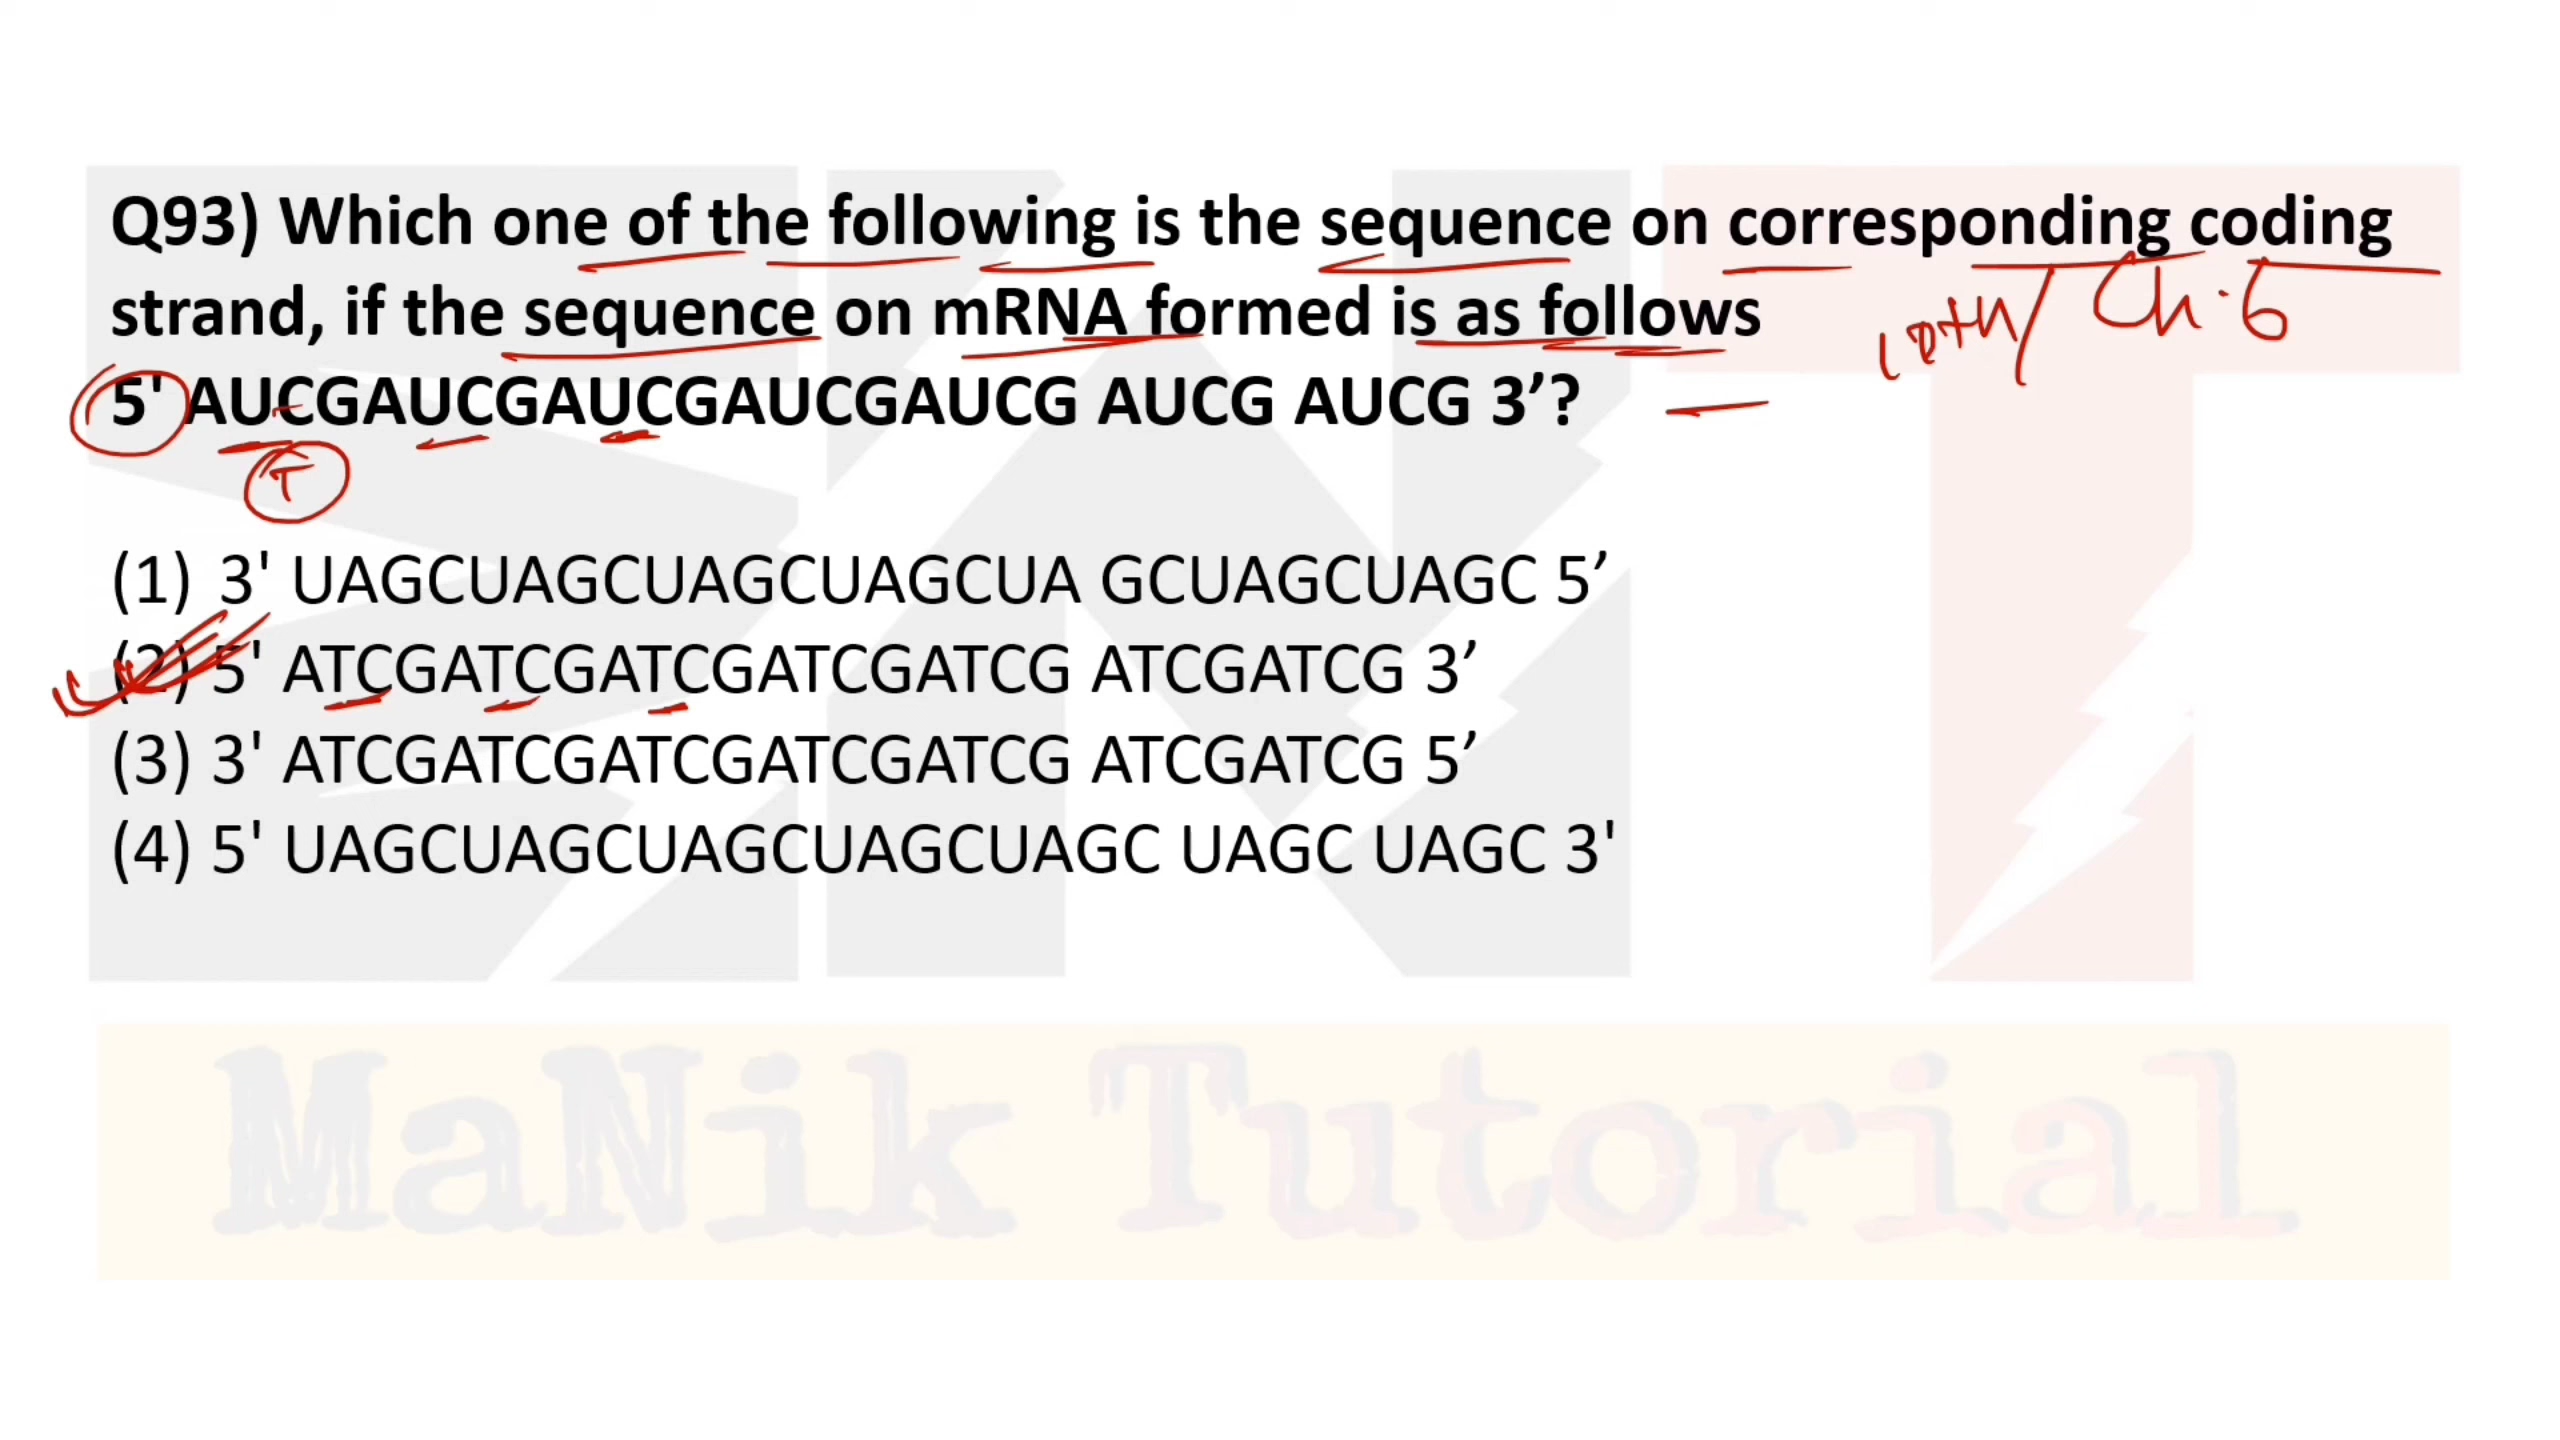 Q93) Which one of the following is the sequence on corresponding coding
strand, if the sequence on mRNA formed is as follows
Ch.6
5' AUCGAUCGAUCGAUCGAUCG AUCG AUCG 3’?
T
(1) 3' UAGCUAGCUAGCUAGCUA GCUAGCUAGC 5’
(2) 5' ATCGATCGATCGATCGATCG ATCGATCG 3’
(3) 3' ATCGATCGATCGATCGATCG ATCGATCG 5’
(4) 5' UAGCUAGCUAGCUAGCUAGC UAGC UAGC 3'
MaNik Tutorial